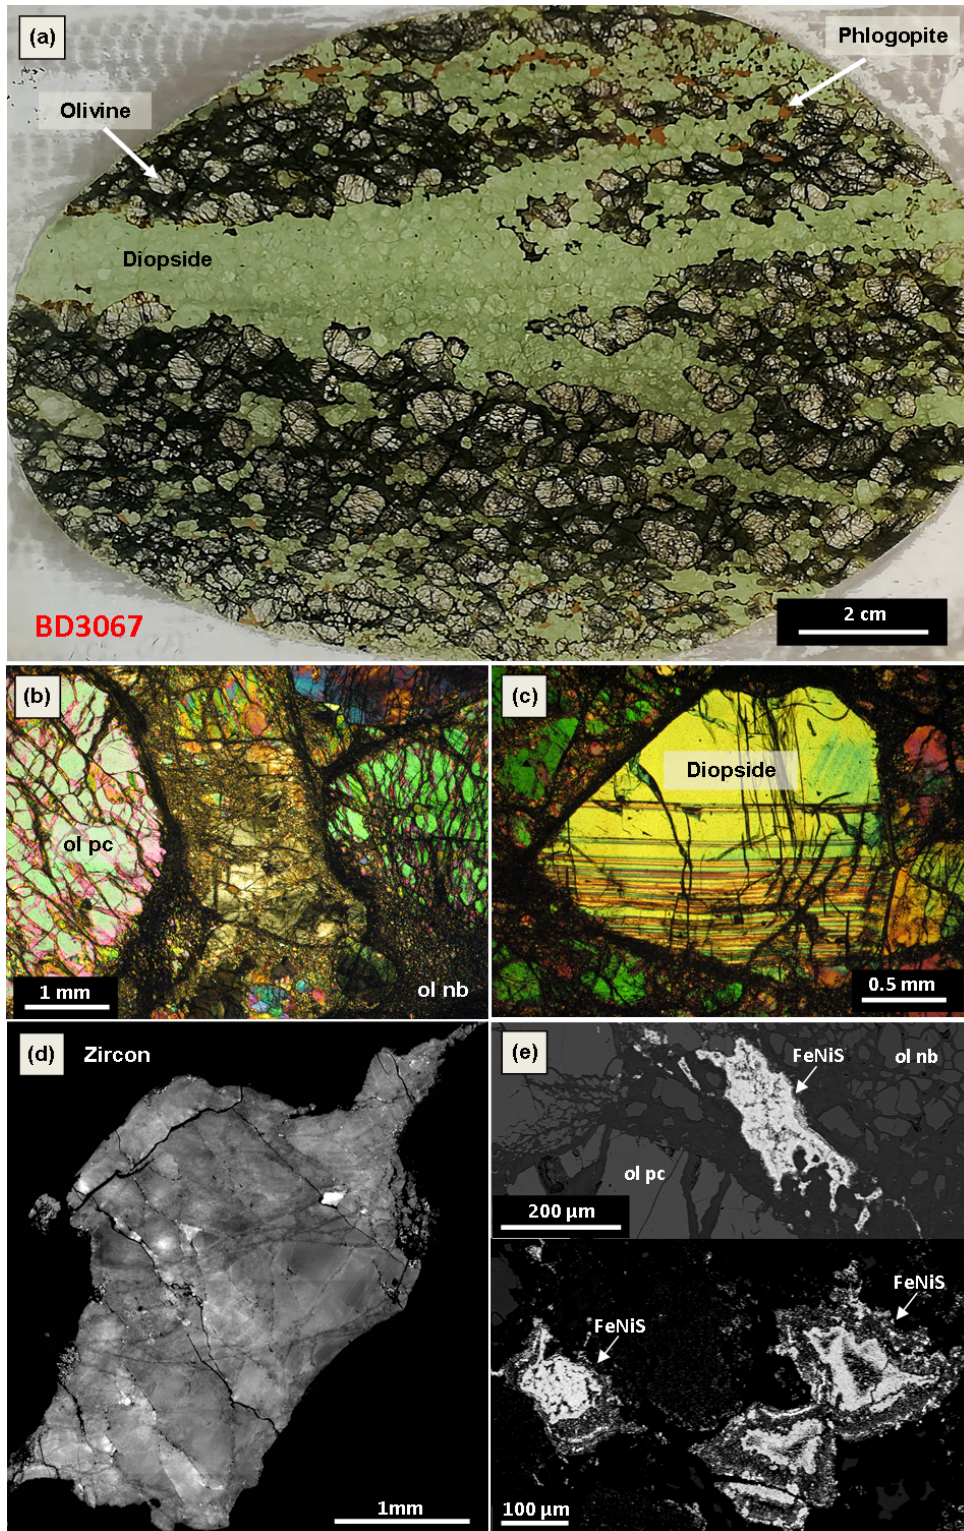 (a)
Phlogopite
Olivine
Diopside
BD3067
2 cm
(b)
ol pc
1 mm
ol nb
(c)
Diopside
0.5 mm
(d) Zircon
1mm
(e)
FeNiS
ol nb
ol pc
200 µm
FeNiS
FeNiS
100 µm